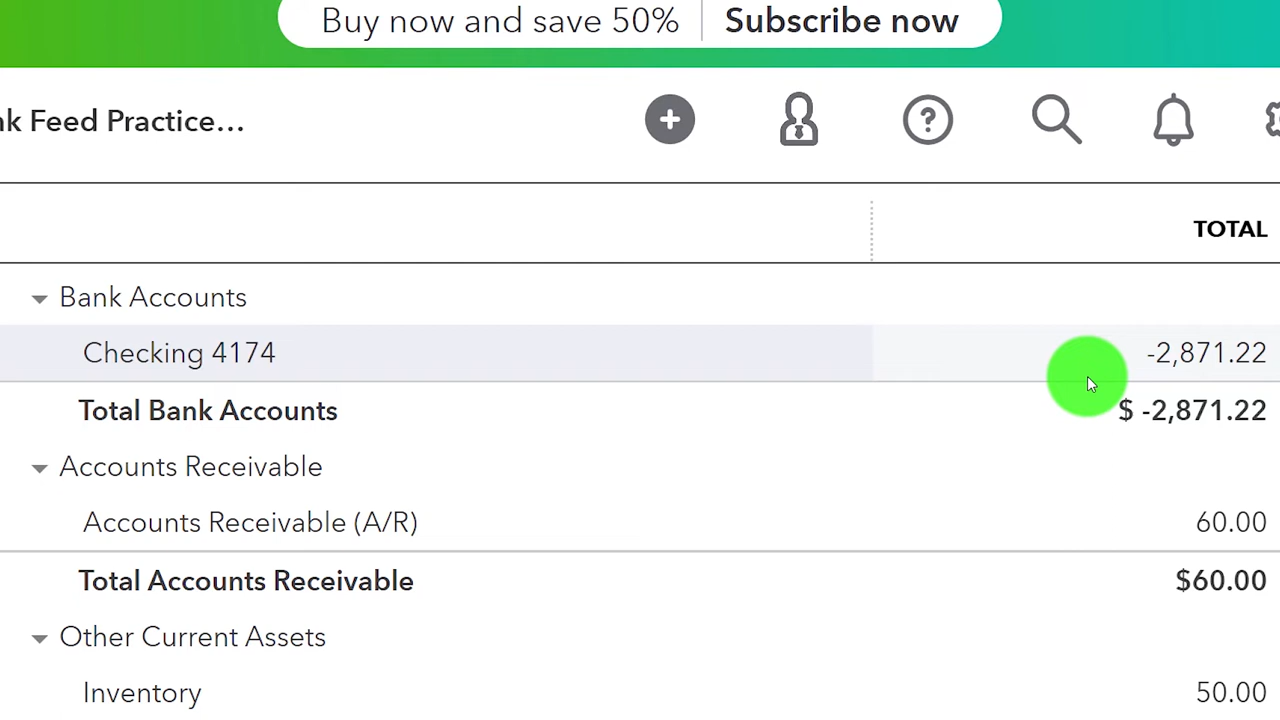 Buy now and save 50% Subscribe now
nk Feed Practice...
TOTAL
Bank Accounts
Checking 4174 -2,871.22
Total Bank Accounts $ -2,871.22
Accounts Receivable
Accounts Receivable (A/R) 60.00
Total Accounts Receivable $60.00
Other Current Assets
Inventory 50.00